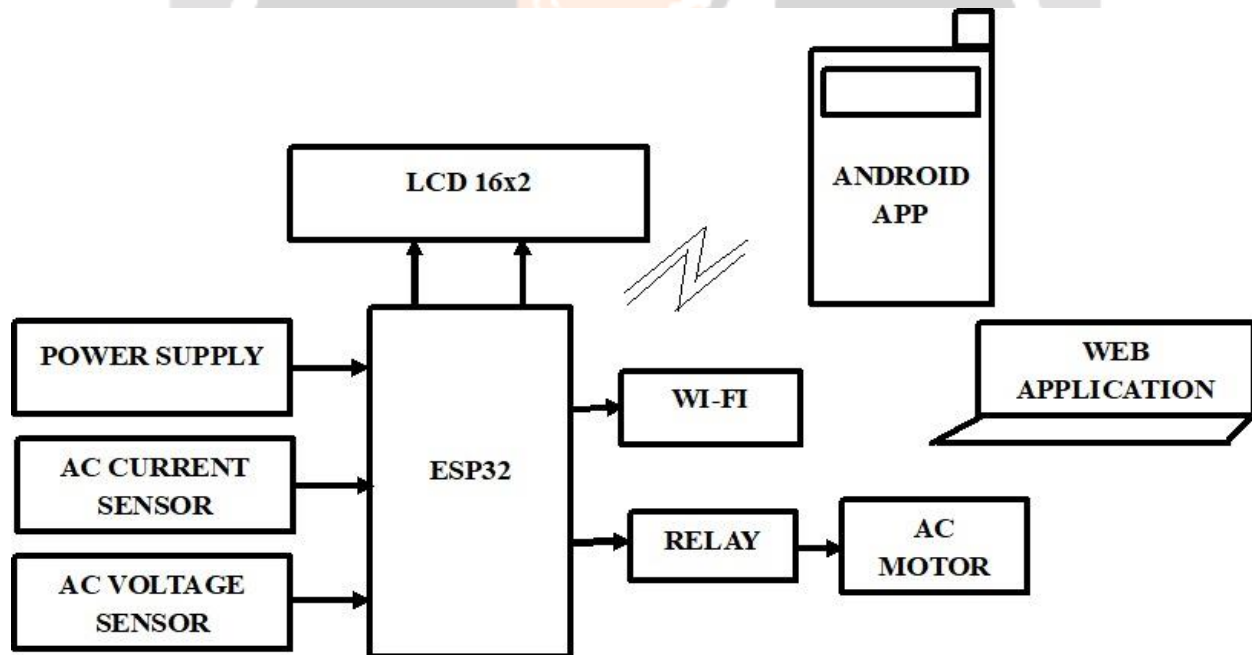 LCD 16x2
ANDROID
APP
POWER SUPPLY
AC CURRENT
SENSOR
AC VOLTAGE
SENSOR
ESP32
WI-FI
RELAY
AC
MOTOR
WEB
APPLICATION